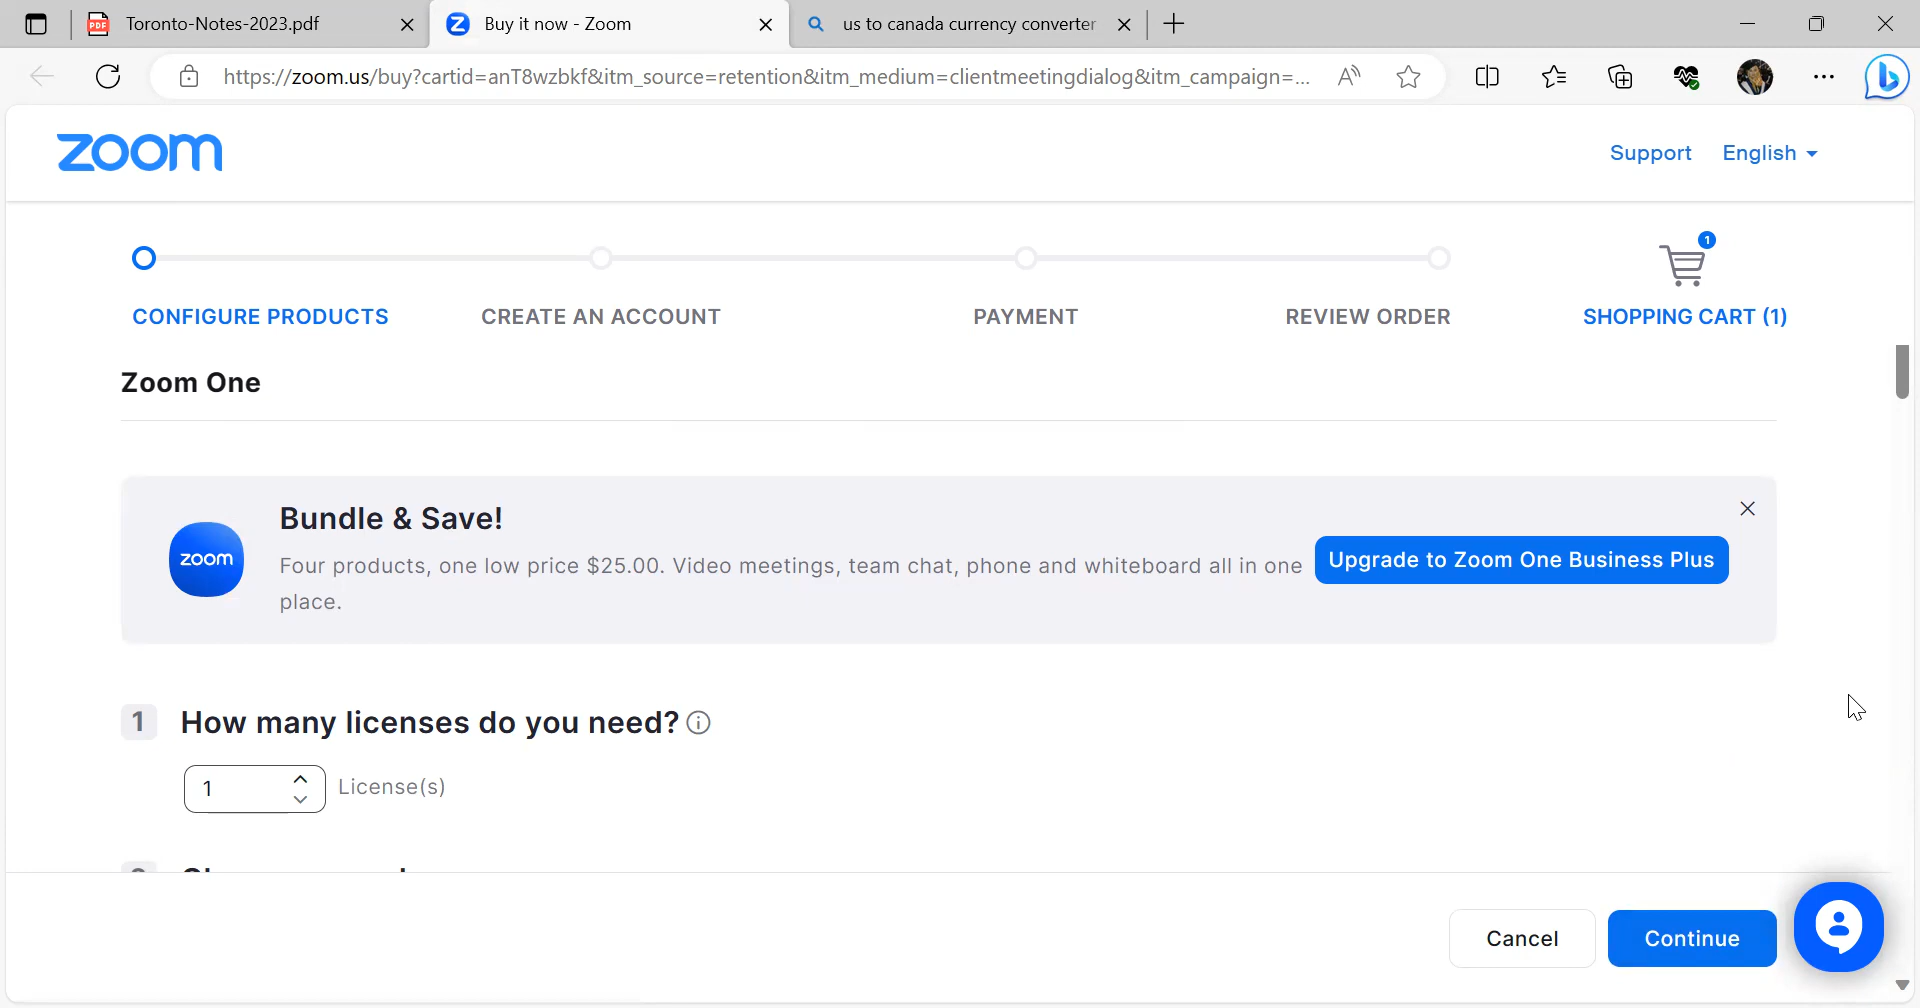 Toronto-Notes-2023.pdf
Buy it now - Zoom
us to canada currency converter
https://zoom.us/buy?cartid=anT8wzbkf&itm_source=retention&itm_medium=clientmeetingdialog&itm_campaign=...
zoom
Support
English
1
CONFIGURE PRODUCTS
CREATE AN ACCOUNT
PAYMENT
REVIEW ORDER
SHOPPING CART (1)
Zoom One
zoom
Bundle & Save!
Four products, one low price $25.00. Video meetings, team chat, phone and whiteboard all in one
place.
Upgrade to Zoom One Business Plus
1 How many licenses do you need?
1 License(s)
Cancel
Continue